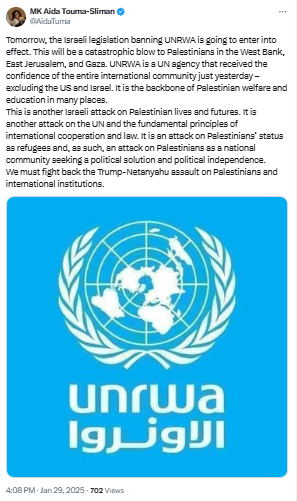 MK Aida Touma-Sliman
@AidaTuma
Tomorrow, the Israeli legislation banning UNRWA is going to enter into
effect. This will be a catastrophic blow to Palestinians in the West Bank,
East Jerusalem, and Gaza. UNRWA is a UN agency that received the
confidence of the entire international community just yesterday –
excluding the US and Israel. It is the backbone of Palestinian welfare and
education in many places.
This is another Israeli attack on Palestinian lives and futures. It is
another attack on the UN and the fundamental principles of
international cooperation and law. It is an attack on Palestinians' status
as refugees and, as such, an attack on Palestinians as a national
community seeking a political solution and political independence.
We must fight back the Trump-Netanyahu assault on Palestinians and
international institutions.
unrwa
الاونروا
4:08 PM · Jan 29, 2025 · 702 Views